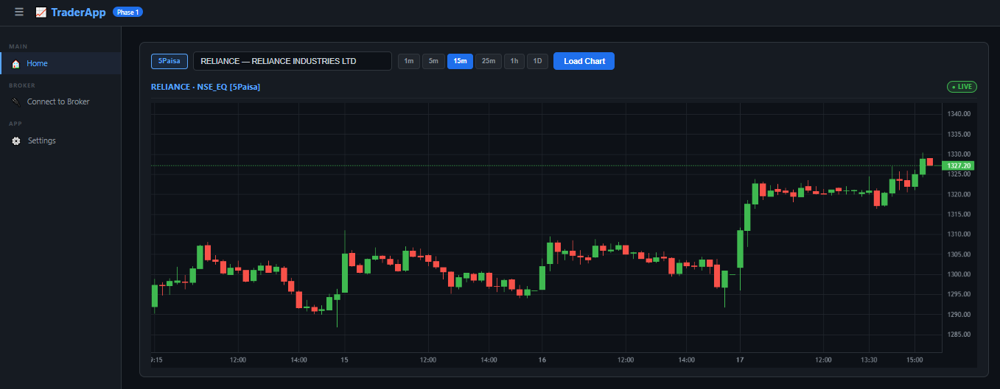 ☰ 📈 TraderApp Phase 1
MAIN
Home
BROKER
Connect to Broker
APP
Settings
5Paisa RELIANCE — RELIANCE INDUSTRIES LTD 1m 5m 15m 25m 1h 1D Load Chart
RELIANCE · NSE_EQ [5Paisa] • LIVE
1340.00
1335.00
1330.00
1327.20
1325.00
1320.00
1315.00
1310.00
1305.00
1300.00
1295.00
1290.00
1285.00
9:15 12:00 14:00 15 12:00 14:00 16 12:00 14:00 17 12:00 13:30 15:00